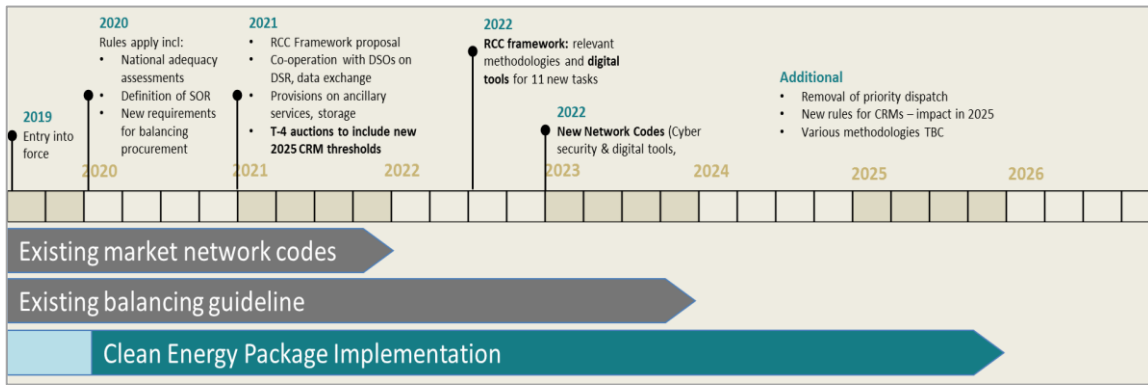 2019
Entry into
force
2020
Rules apply incl:
• National adequacy
assessments
• Definition of SOR
• New requirements
for balancing
procurement
2021
• RCC Framework proposal
• Co-operation with DSOs on
DSR, data exchange
• Provisions on ancillary
services, storage
• T-4 auctions to include new
2025 CRM thresholds
2022
RCC framework: relevant
methodologies and digital
tools for 11 new tasks
2022
New Network Codes (Cyber
security & digital tools,
Additional
• Removal of priority dispatch
• New rules for CRMs – impact in 2025
• Various methodologies TBC
2020 2021 2022 2023 2024 2025 2026
Existing market network codes
Existing balancing guideline
Clean Energy Package Implementation